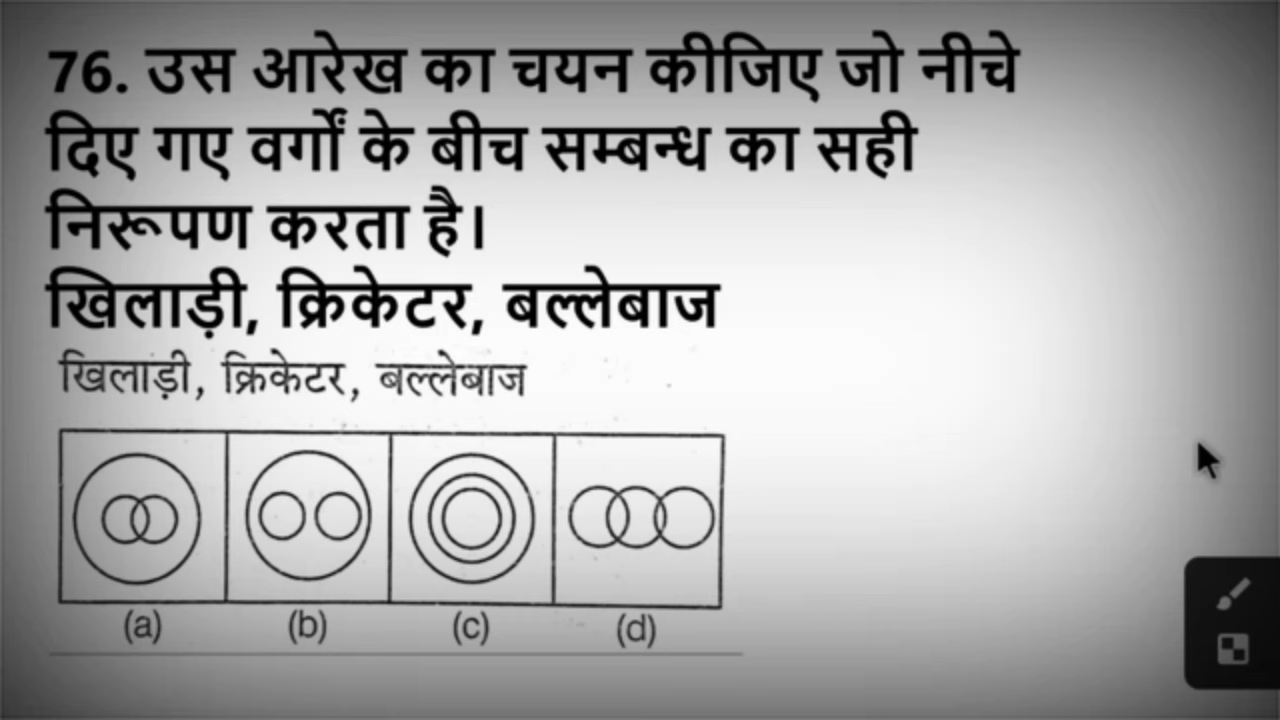 76. उस आरेख का चयन कीजिए जो नीचे
दिए गए वर्गों के बीच सम्बन्ध का सही
निरूपण करता है।
खिलाड़ी, क्रिकेटर, बल्लेबाज
खिलाड़ी, क्रिकेटर, बल्लेबाज
(a) (b) (c) (d)